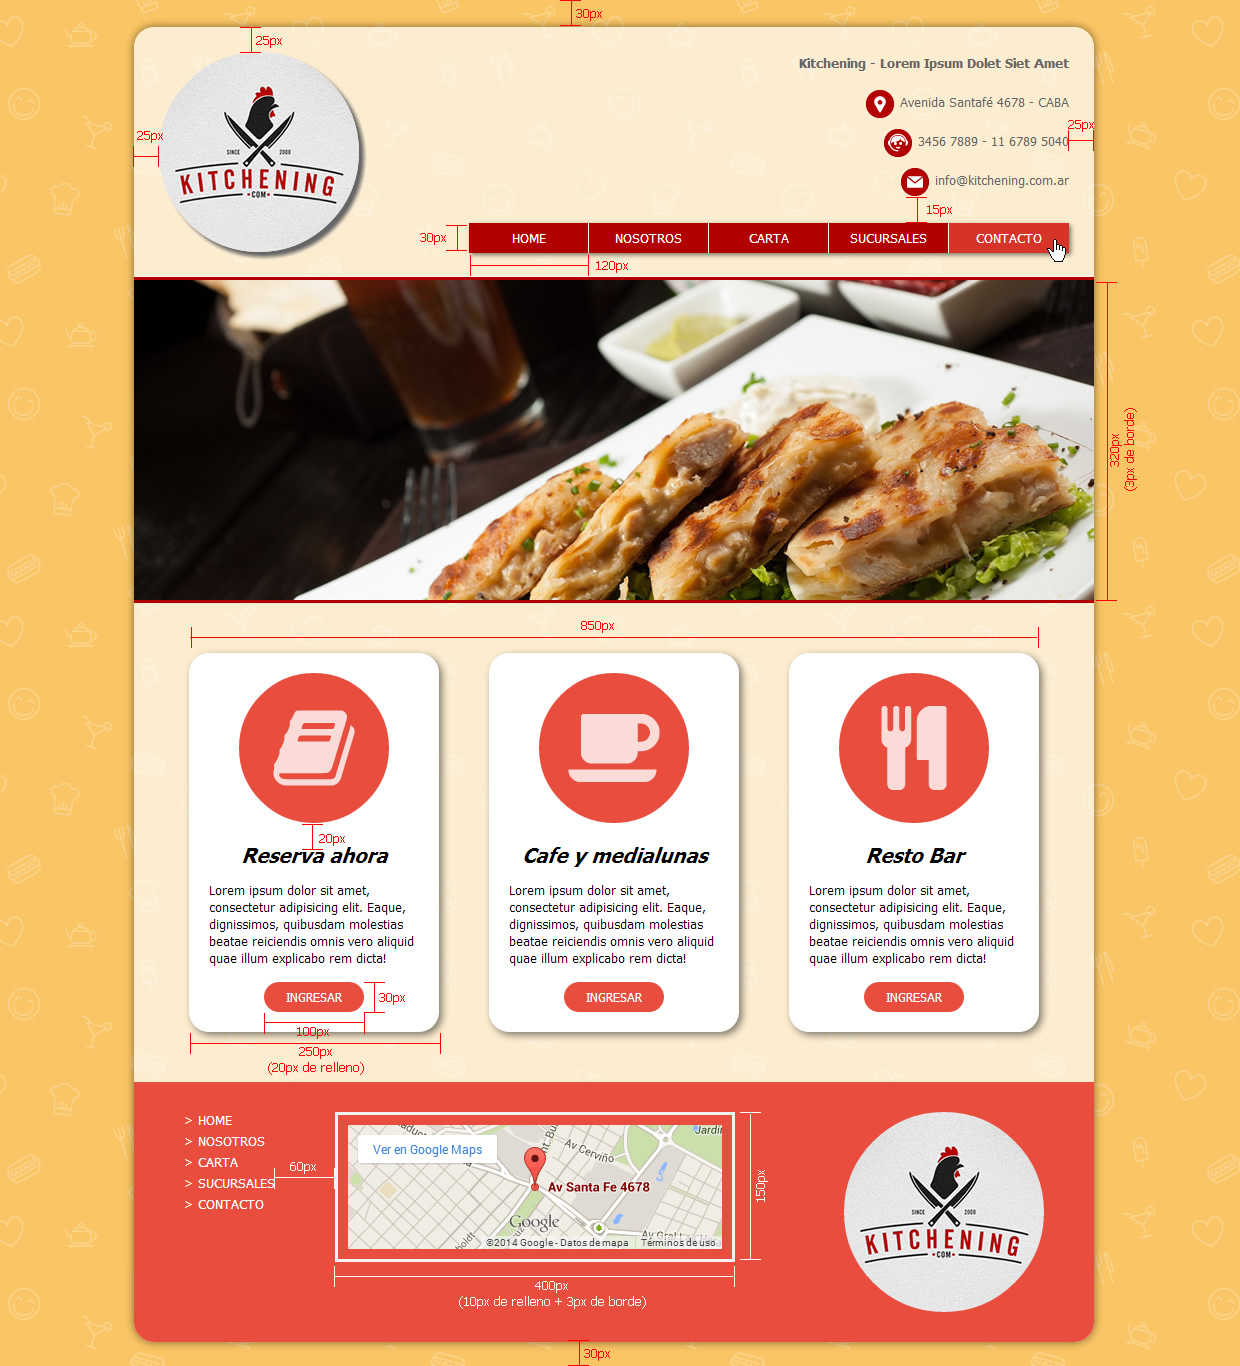 30px
25px
Kitchening - Lorem Ipsum Dolet Siet Amet
Avenida Santafé 4678 - CABA
25px
25px
3456 7889 - 11 6789 5040
SINCE 2000
KITCHENING
•COM•
info@kitchening.com.ar
15px
30px
HOME
NOSOTROS
CARTA
SUCURSALES
CONTACTO
120px
320px
(3px de borde)
850px
20px
Reserva ahora
Lorem ipsum dolor sit amet,
consectetur adipisicing elit. Eaque,
dignissimos, quibusdam molestias
beatae reiciendis omnis vero aliquid
quae illum explicabo rem dicta!
INGRESAR
30px
100px
250px
(20px de relleno)
Cafe y medialunas
Lorem ipsum dolor sit amet,
consectetur adipisicing elit. Eaque,
dignissimos, quibusdam molestias
beatae reiciendis omnis vero aliquid
quae illum explicabo rem dicta!
INGRESAR
Resto Bar
Lorem ipsum dolor sit amet,
consectetur adipisicing elit. Eaque,
dignissimos, quibusdam molestias
beatae reiciendis omnis vero aliquid
quae illum explicabo rem dicta!
INGRESAR
> HOME
> NOSOTROS
> CARTA
> SUCURSALES
> CONTACTO
60px
Jardí
Ver en Google Maps
Av Cerviño
Av Santa Fe 4678
Google
©2014 Google - Datos de mapa
Términos de uso
150px
400px
(10px de relleno + 3px de borde)
SINCE 2000
KITCHENING
•COM•
30px